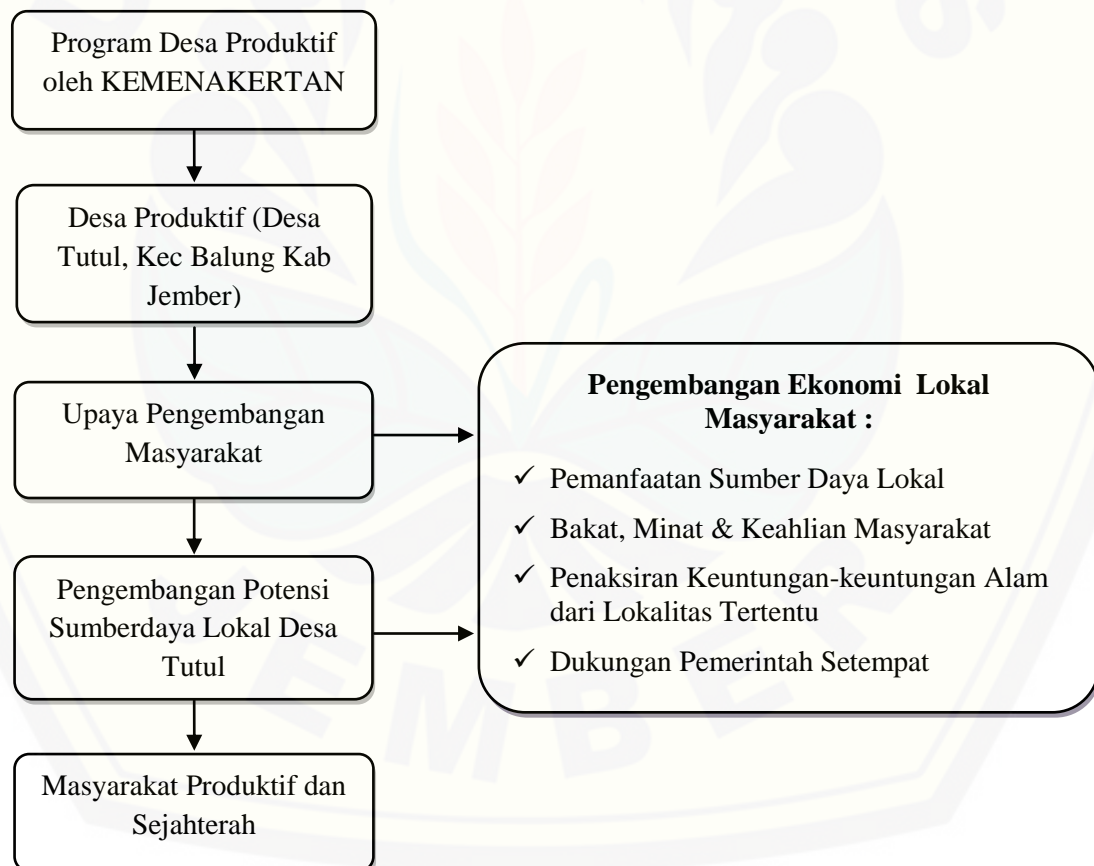 Program Desa Produktif
oleh KEMENAKERTAN
Desa Produktif (Desa
Tutul, Kec Balung Kab
Jember)
Upaya Pengembangan
Masyarakat
Pengembangan Potensi
Sumberdaya Lokal Desa
Tutul
Masyarakat Produktif dan
Sejahterah
Pengembangan Ekonomi Lokal
Masyarakat :
✓ Pemanfaatan Sumber Daya Lokal
✓ Bakat, Minat & Keahlian Masyarakat
✓ Penaksiran Keuntungan-keuntungan Alam
dari Lokalitas Tertentu
✓ Dukungan Pemerintah Setempat
JEMBER